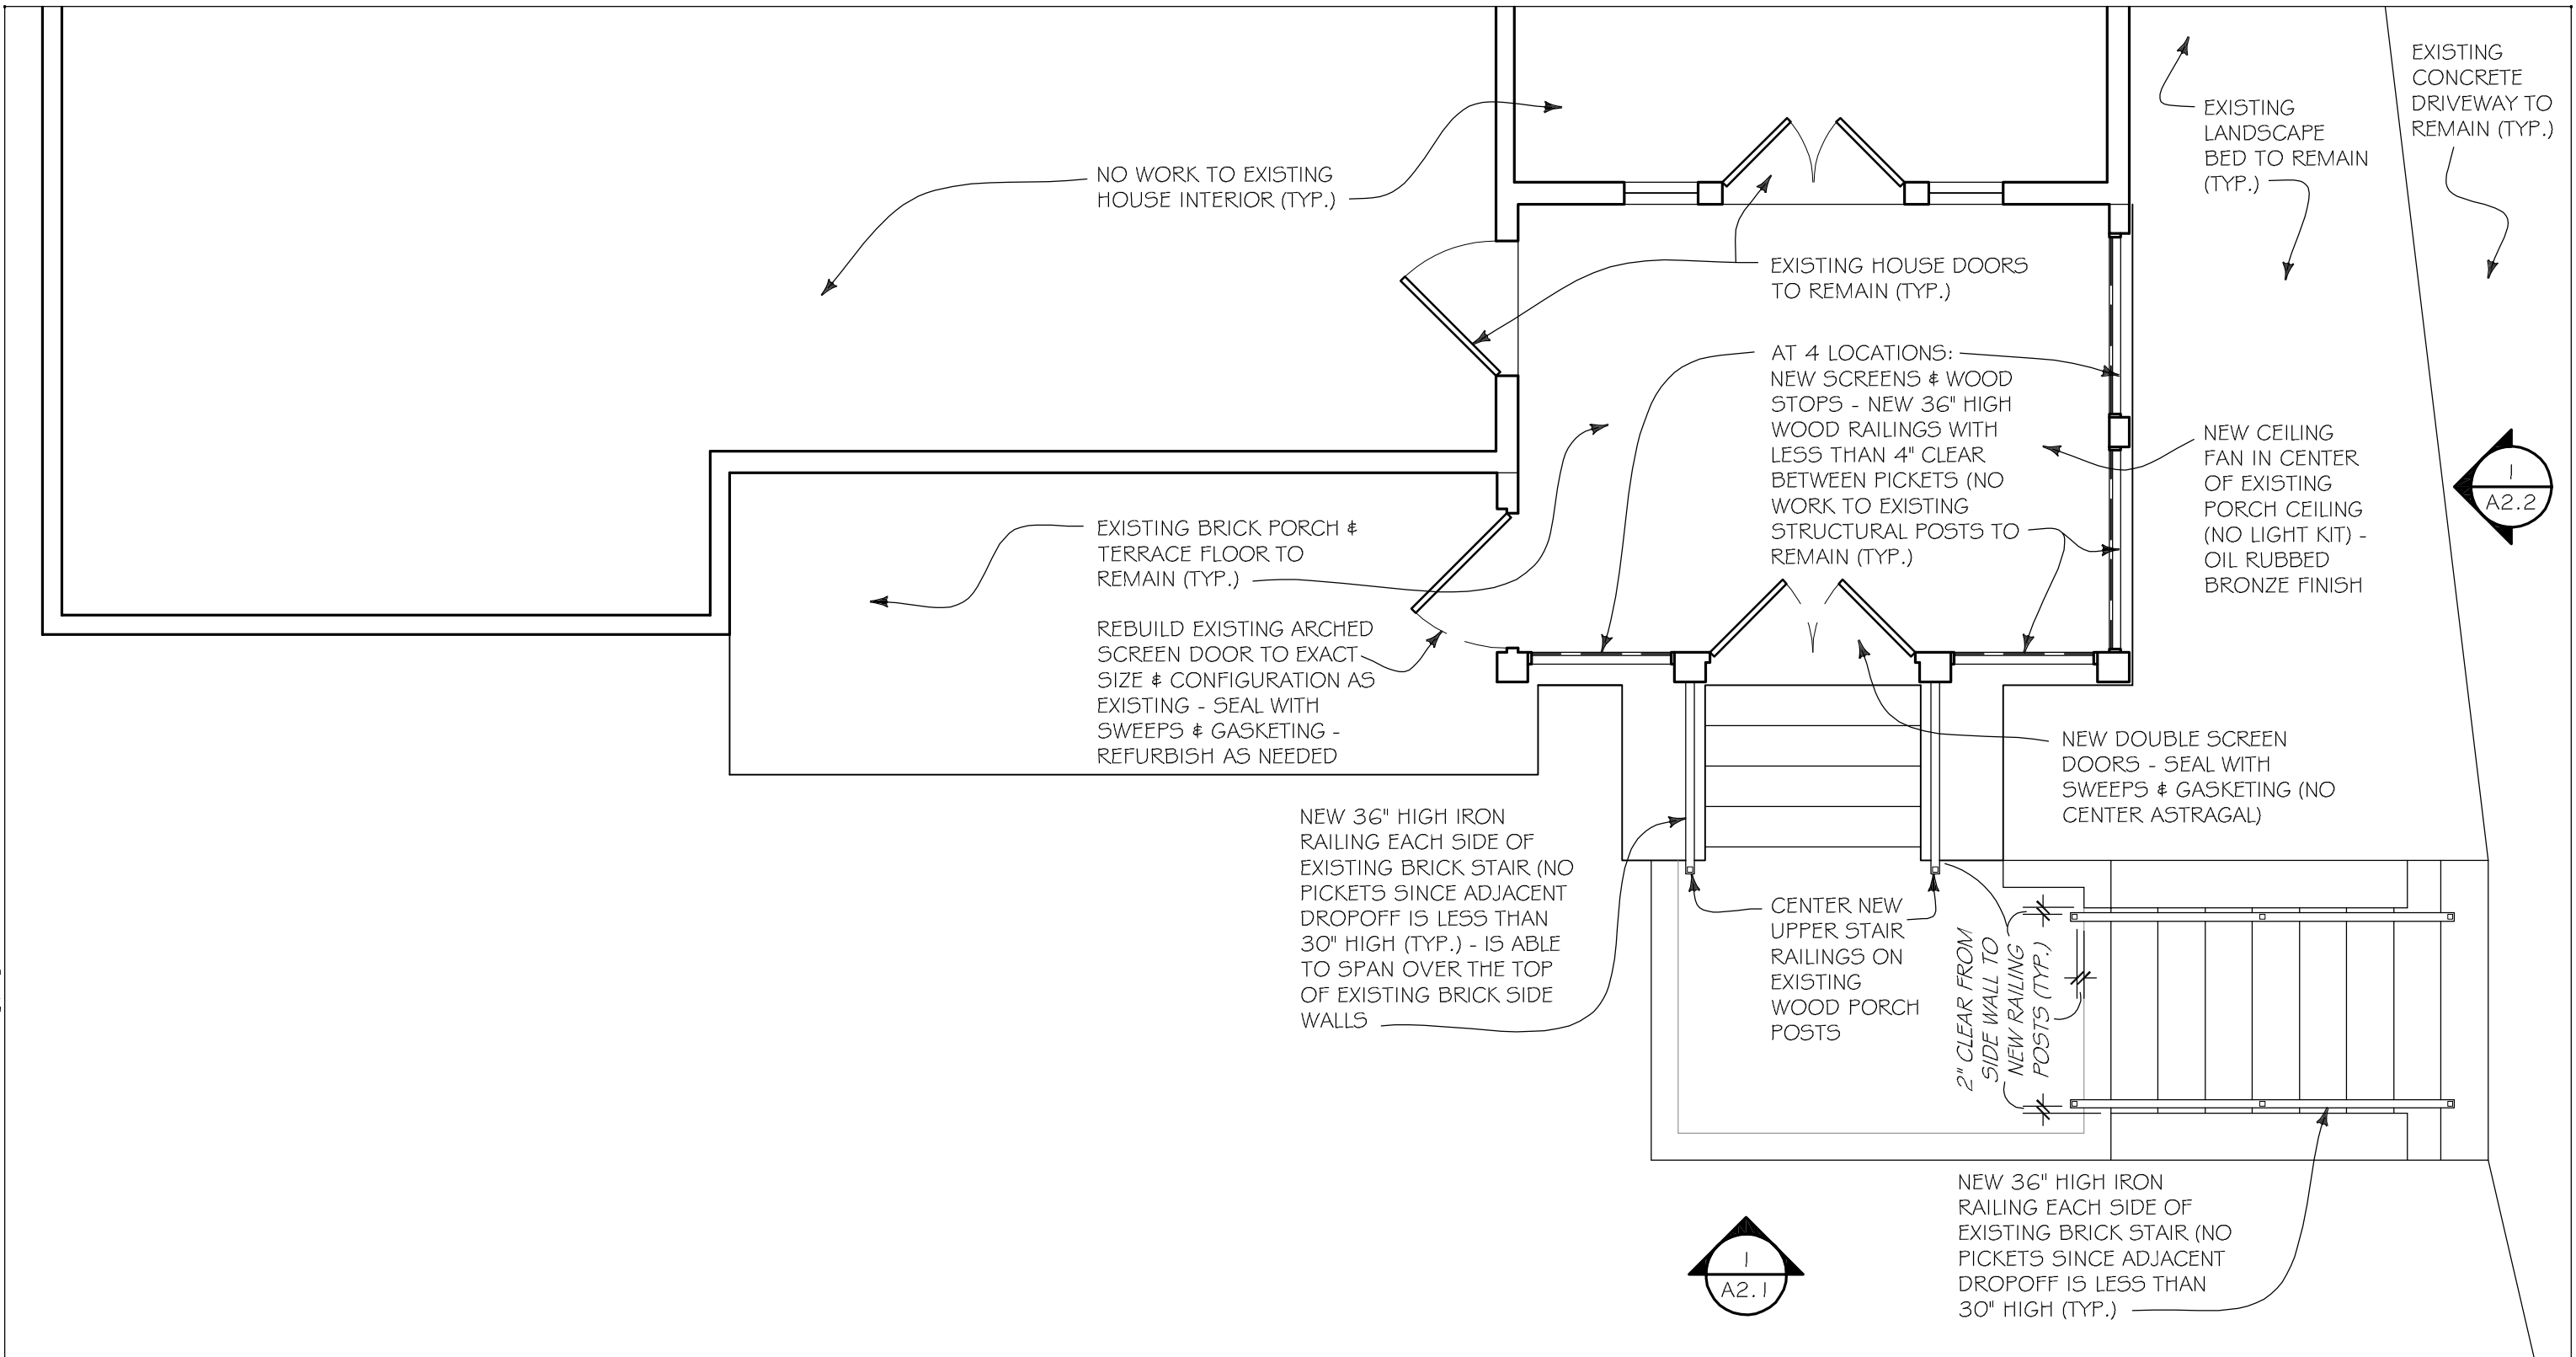 EXISTING
CONCRETE
DRIVEWAY TO
REMAIN (TYP.)
EXISTING
LANDSCAPE
BED TO REMAIN
(TYP.)
NO WORK TO EXISTING
HOUSE INTERIOR (TYP.)
EXISTING HOUSE DOORS
TO REMAIN (TYP.)
AT 4 LOCATIONS:
NEW SCREENS & WOOD
STOPS - NEW 36" HIGH
WOOD RAILINGS WITH
LESS THAN 4" CLEAR
BETWEEN PICKETS (NO
WORK TO EXISTING
STRUCTURAL POSTS TO
REMAIN (TYP.)
NEW CEILING
FAN IN CENTER
OF EXISTING
PORCH CEILING
(NO LIGHT KIT) -
OIL RUBBED
BRONZE FINISH
1
A2.2
EXISTING BRICK PORCH &
TERRACE FLOOR TO
REMAIN (TYP.)
REBUILD EXISTING ARCHED
SCREEN DOOR TO EXACT
SIZE & CONFIGURATION AS
EXISTING - SEAL WITH
SWEEPS & GASKETING -
REFURBISH AS NEEDED
NEW DOUBLE SCREEN
DOORS - SEAL WITH
SWEEPS & GASKETING (NO
CENTER ASTRAGAL)
NEW 36" HIGH IRON
RAILING EACH SIDE OF
EXISTING BRICK STAIR (NO
PICKETS SINCE ADJACENT
DROPOFF IS LESS THAN
30" HIGH (TYP.) - IS ABLE
TO SPAN OVER THE TOP
OF EXISTING BRICK SIDE
WALLS
CENTER NEW
UPPER STAIR
RAILINGS ON
EXISTING
WOOD PORCH
POSTS
2" CLEAR FROM
SIDE WALL TO
NEW RAILING
POSTS (TYP.)
NEW 36" HIGH IRON
RAILING EACH SIDE OF
EXISTING BRICK STAIR (NO
PICKETS SINCE ADJACENT
DROPOFF IS LESS THAN
30" HIGH (TYP.)
1
A2.1